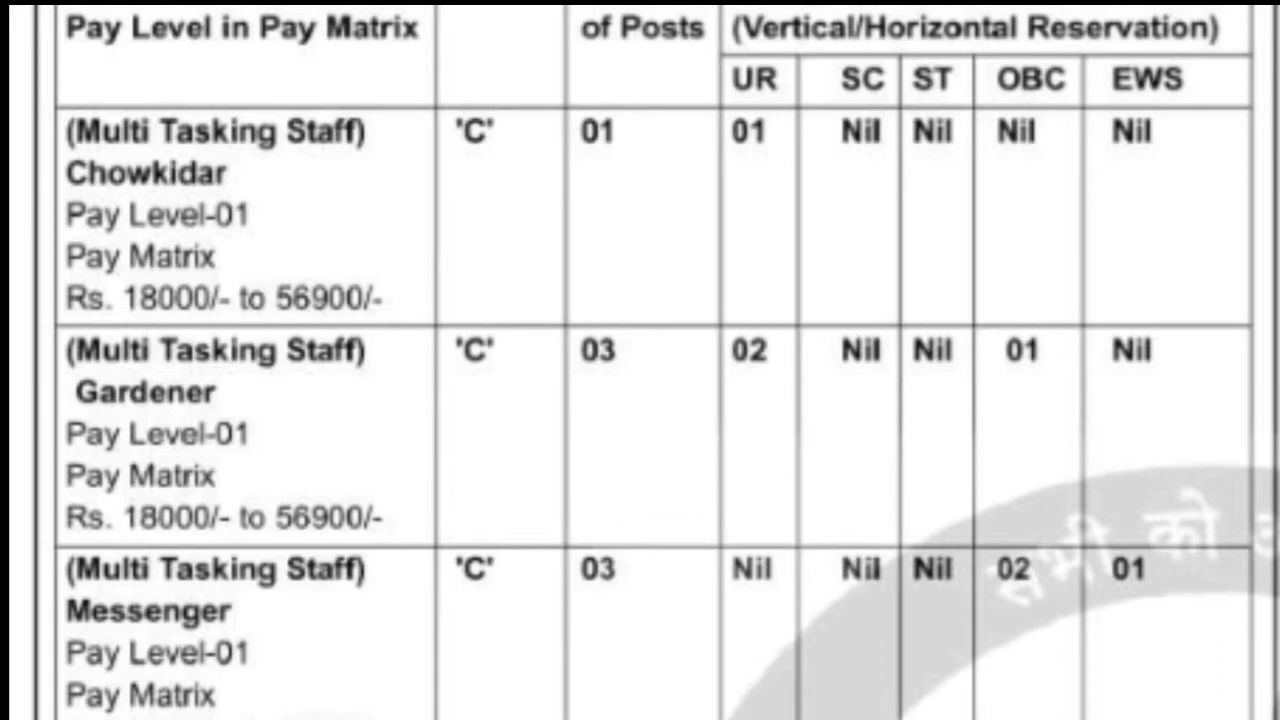 Pay Level in Pay Matrix of Posts (Vertical/Horizontal Reservation)
UR SC ST OBC EWS
(Multi Tasking Staff) 'C' 01 01 Nil Nil Nil Nil
Chowkidar
Pay Level-01
Pay Matrix
Rs. 18000/- to 56900/-
(Multi Tasking Staff) 'C' 03 02 Nil Nil 01 Nil
Gardener
Pay Level-01
Pay Matrix
Rs. 18000/- to 56900/-
(Multi Tasking Staff) 'C' 03 Nil Nil Nil 02 01
Messenger
Pay Level-01
Pay Matrix
सभी को